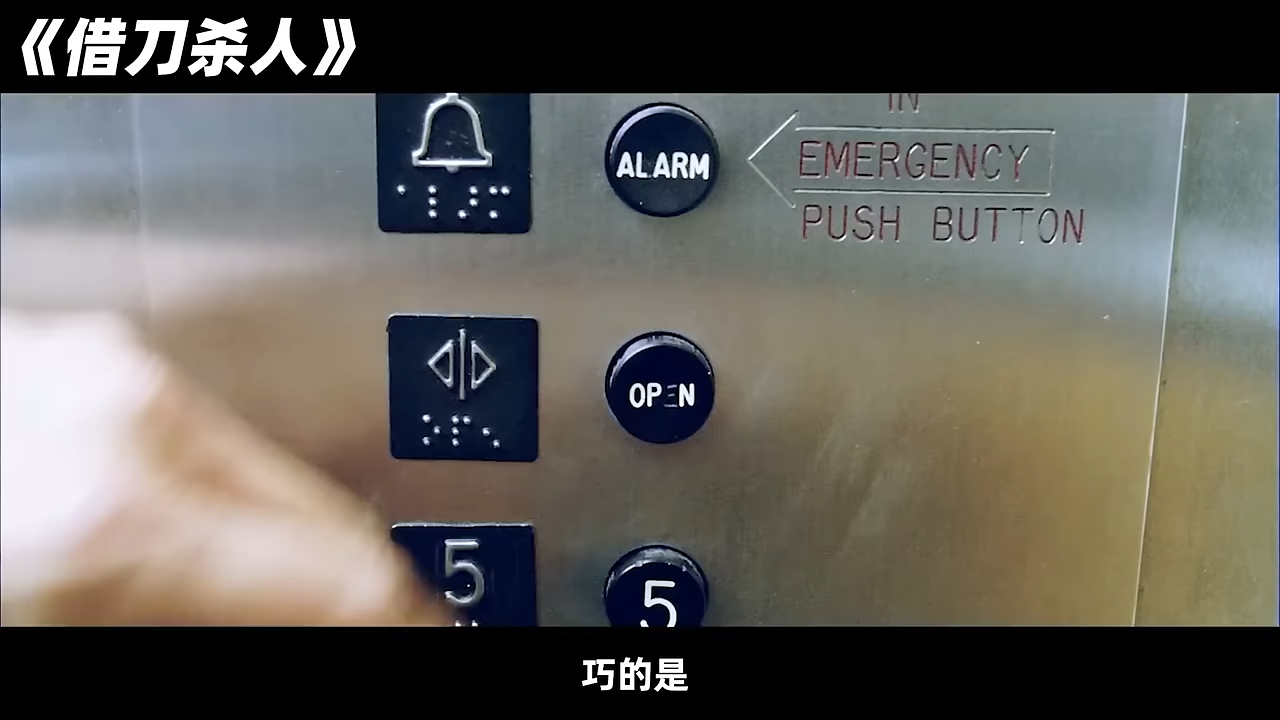 《借刀杀人》
IN
ALARM
EMERGENCY
PUSH BUTTON
OPEN
5 5
巧的是